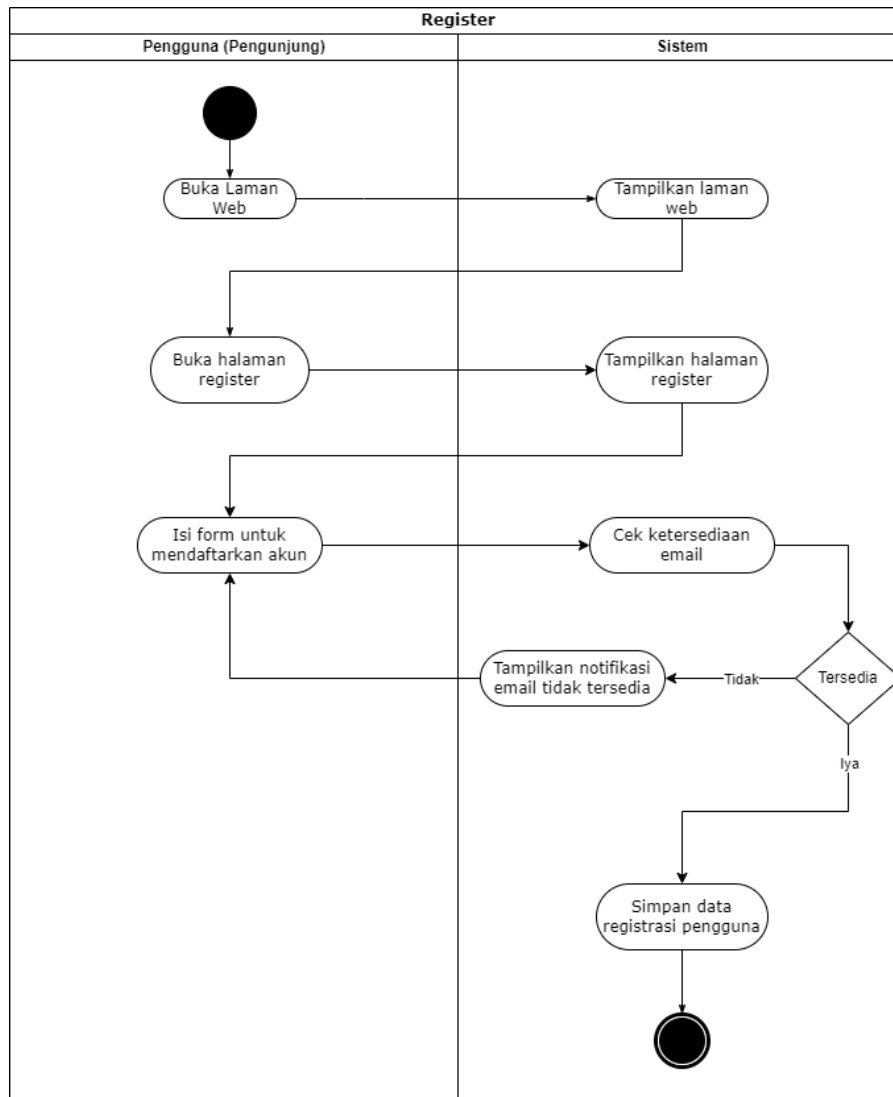 Register
Pengguna (Pengunjung)
Sistem
Buka Laman
Web
Tampilkan laman
web
Buka halaman
register
Tampilkan halaman
register
Isi form untuk
mendaftarkan akun
Cek ketersediaan
email
Tampilkan notifikasi
email tidak tersedia
Tidak
Tersedia
Iya
Simpan data
registrasi pengguna